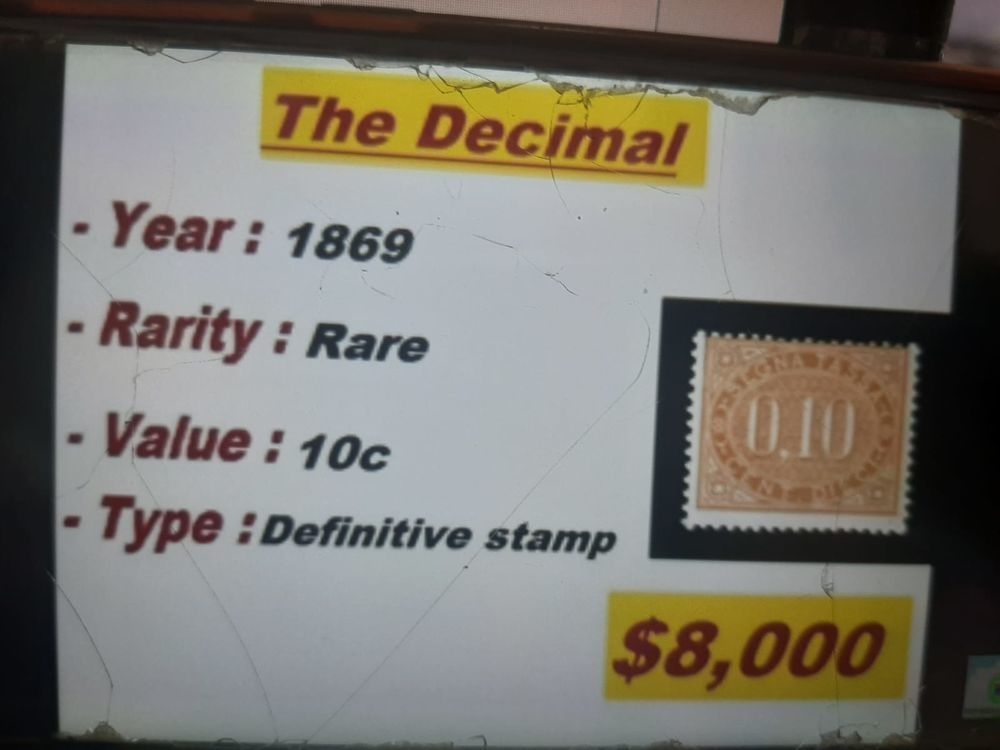 The Decimal
- Year : 1869
- Rarity : Rare
- Value : 10c
- Type : Definitive stamp
0.10
$8,000